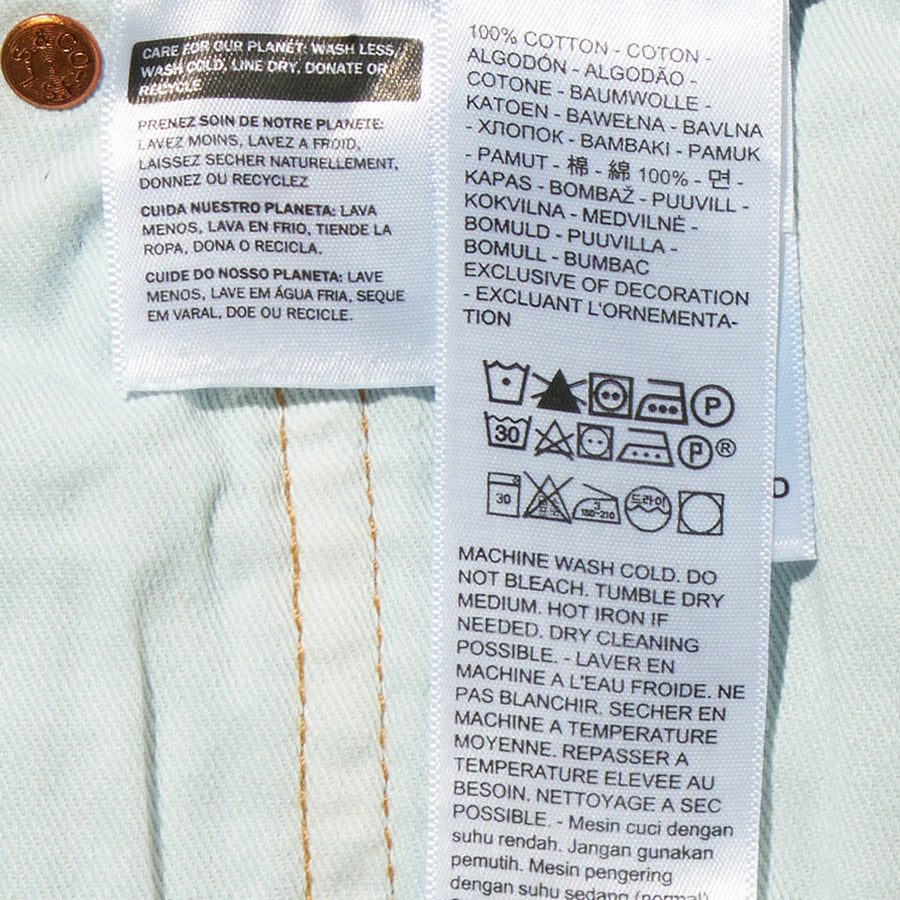 S & CO
CARE FOR OUR PLANET: WASH LESS,
WASH COLD, LINE DRY, DONATE OR
RECYCLE
PRENEZ SOIN DE NOTRE PLANETE:
LAVEZ MOINS, LAVEZ A FROID,
LAISSEZ SECHER NATURELLEMENT,
DONNEZ OU RECYCLEZ
CUIDA NUESTRO PLANETA: LAVA
MENOS, LAVA EN FRIO, TIENDE LA
ROPA, DONA O RECICLA.
CUIDE DO NOSSO PLANETA: LAVE
MENOS, LAVE EM ÁGUA FRIA, SEQUE
EM VARAL, DOE OU RECICLE.
100% COTTON - COTON -
ALGODÓN - ALGODÃO -
COTONE - BAUMWOLLE -
KATOEN - BAWEŁNA - BAVLNA
- ХЛОПОК - BAMBAKI - PAMUK
- PAMUT - 棉 - 綿 100% - 면 -
KAPAS - BOMBAŽ - PUUVILL -
KOKVILNA - MEDVILNĖ -
BOMULD - PUUVILLA -
BOMULL - BUMBAC
EXCLUSIVE OF DECORATION
- EXCLUANT L'ORNEMENTA-
TION
P
30 P ®
30 3 180-210 드라이
D
MACHINE WASH COLD. DO
NOT BLEACH. TUMBLE DRY
MEDIUM. HOT IRON IF
NEEDED. DRY CLEANING
POSSIBLE. - LAVER EN
MACHINE A L'EAU FROIDE. NE
PAS BLANCHIR. SECHER EN
MACHINE A TEMPERATURE
MOYENNE. REPASSER A
TEMPERATURE ELEVEE AU
BESOIN. NETTOYAGE A SEC
POSSIBLE. - Mesin cuci dengan
suhu rendah. Jangan gunakan
pemutih. Mesin pengering
dengan suhu sedang (normal)